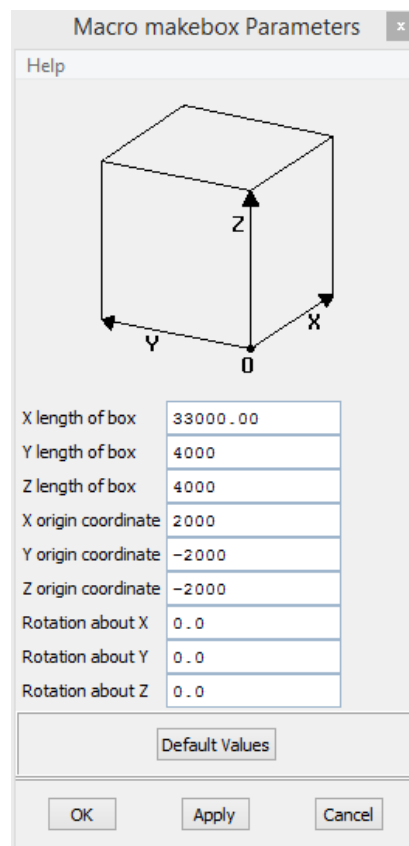 Macro makebox Parameters x
Help
Z
X
Y
0
X length of box 33000.00
Y length of box 4000
Z length of box 4000
X origin coordinate 2000
Y origin coordinate -2000
Z origin coordinate -2000
Rotation about X 0.0
Rotation about Y 0.0
Rotation about Z 0.0
Default Values
OK Apply Cancel